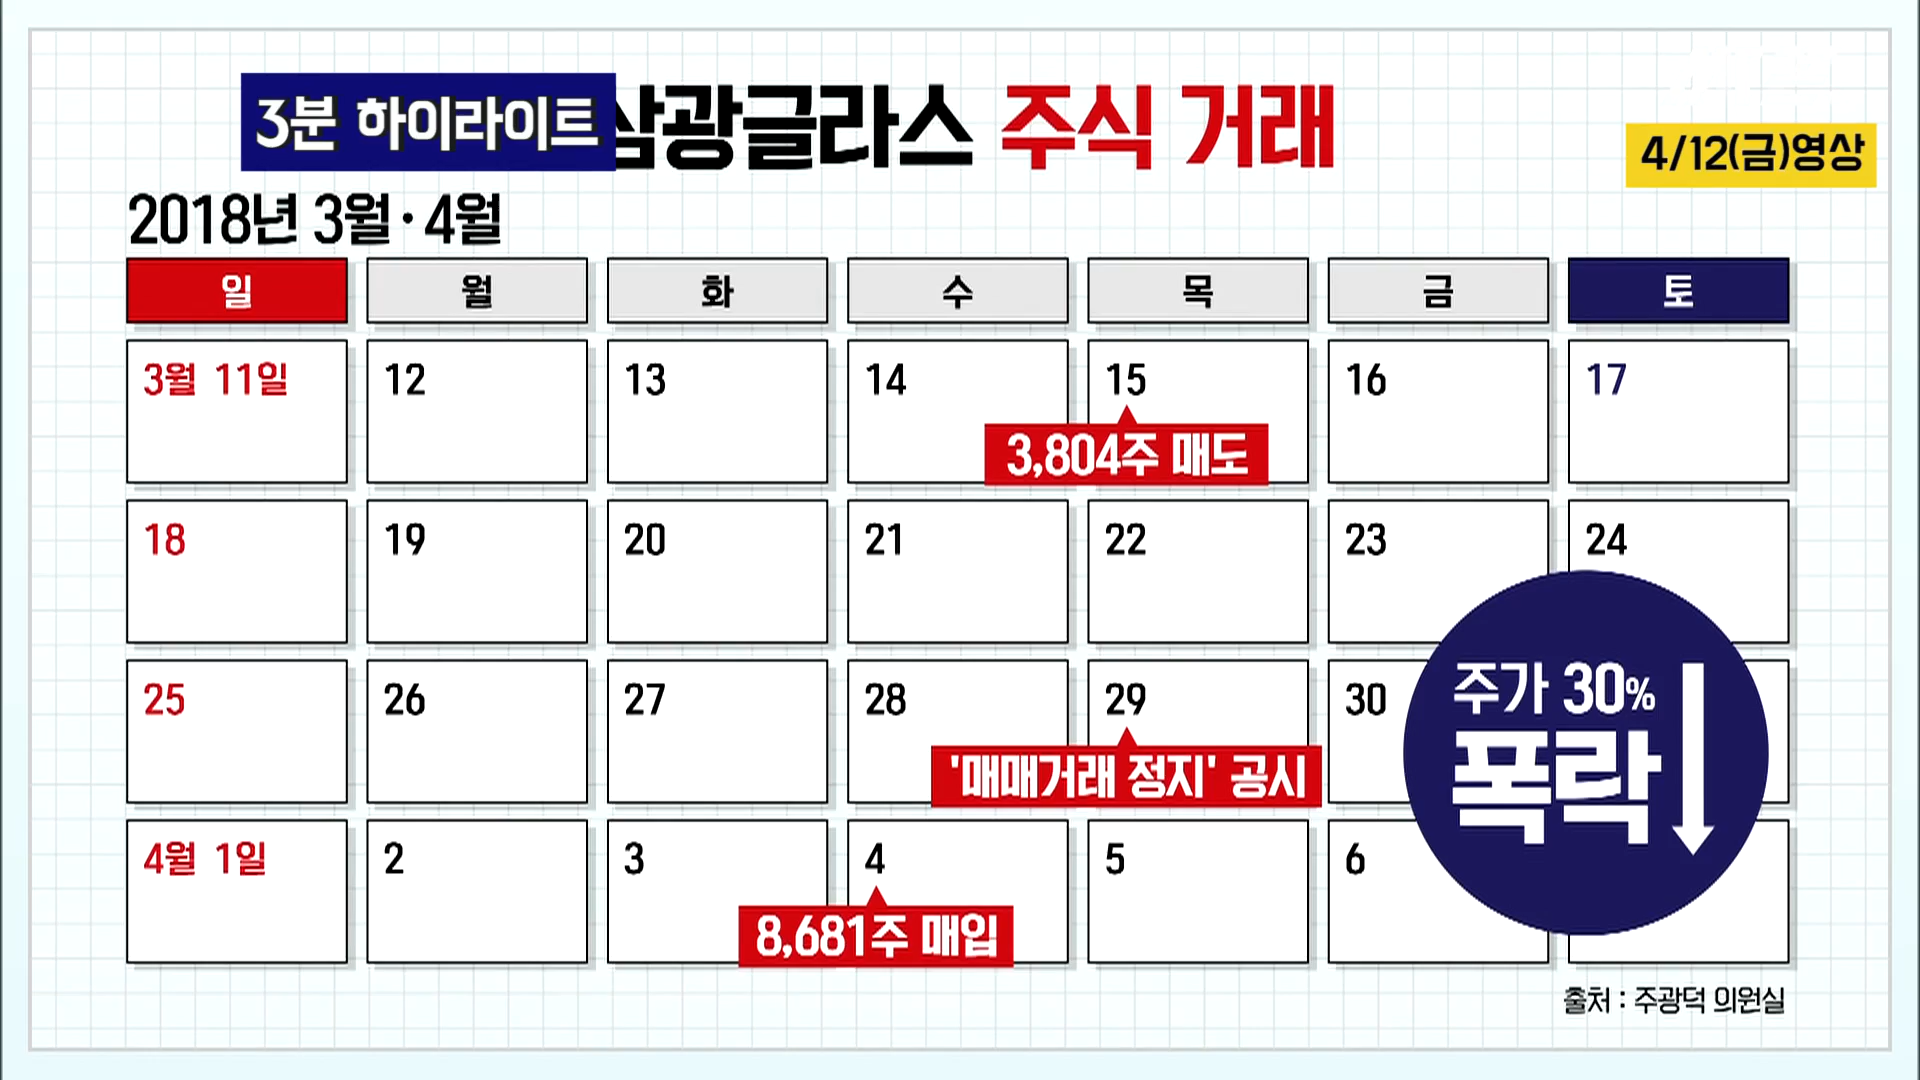 3분 하이라이트
삼광글라스 주식 거래
4/12(금)영상
2018년 3월·4월
일 월 화 수 목 금 토
3월 11일 12 13 14 15 16 17
3,804주 매도
18 19 20 21 22 23 24
25 26 27 28 29 30
'매매거래 정지' 공시
주가 30%
폭락
4월 1일 2 3 4 5 6
8,681주 매입
출처 : 주광덕 의원실